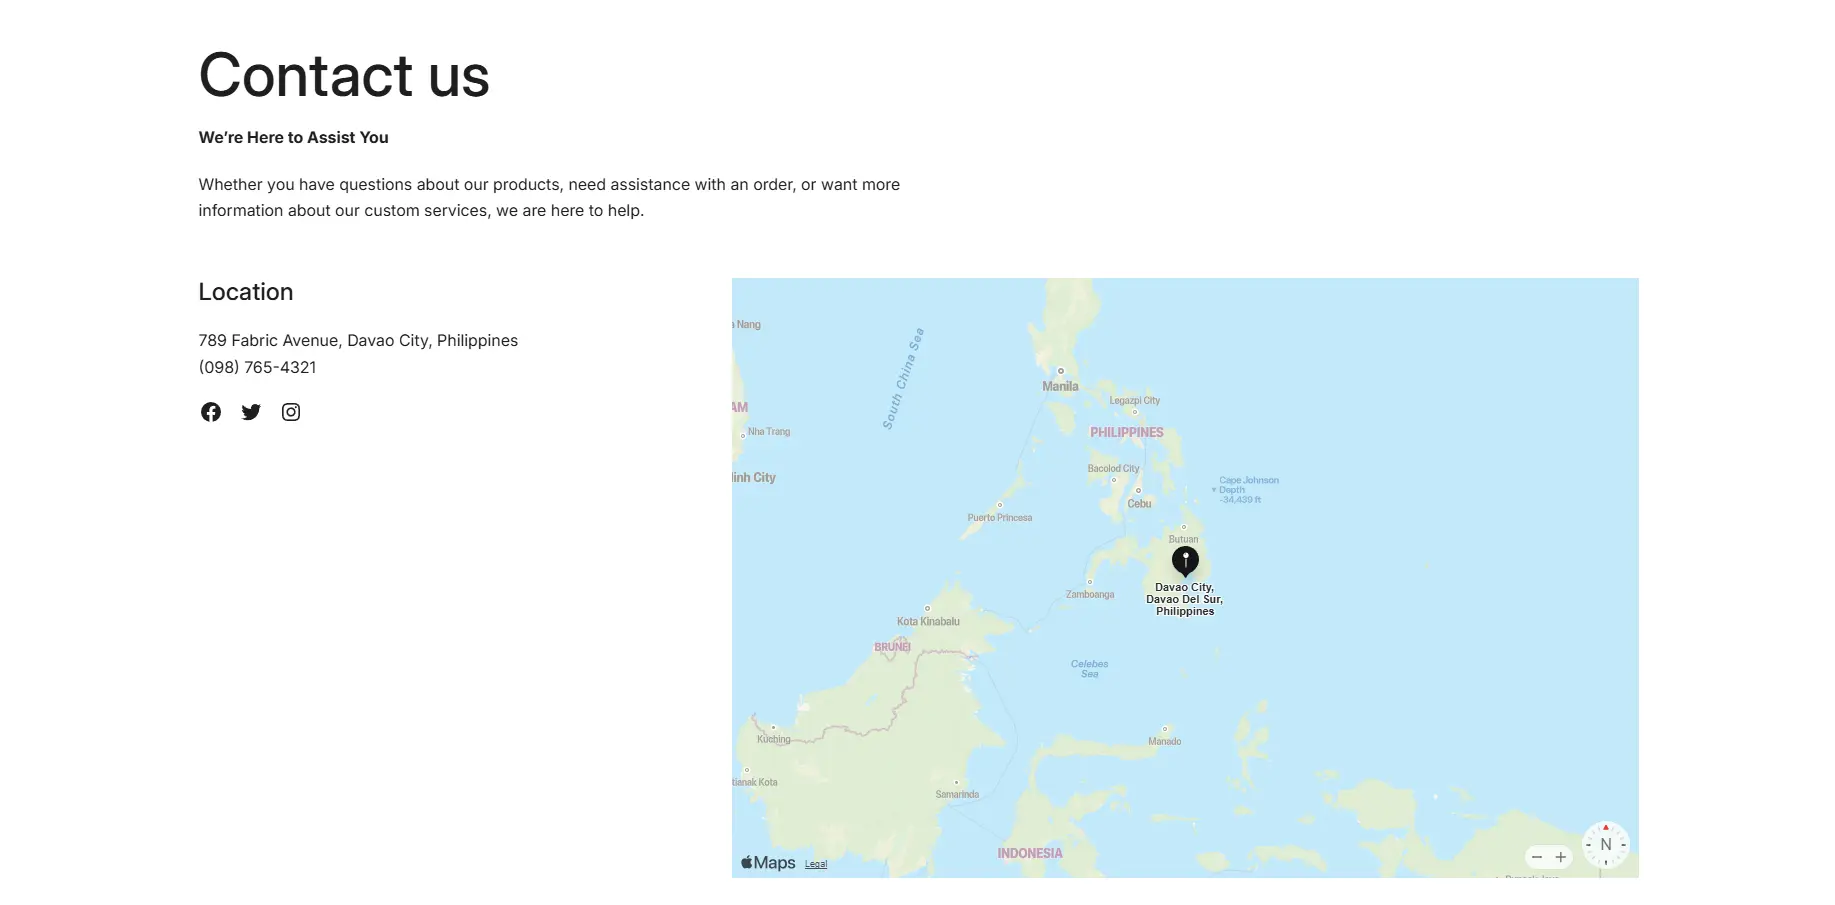 Contact us
We’re Here to Assist You
Whether you have questions about our products, need assistance with an order, or want more
information about our custom services, we are here to help.
Location
789 Fabric Avenue, Davao City, Philippines
(098) 765-4321
a Nang
South China Sea
Manila
Legazpi City
AM
Nha Trang
PHILIPPINES
Bacolod City
inh City
Cape Johnson
Depth
-34,439 ft
Cebu
Puerto Princesa
Butuan
Davao City,
Davao Del Sur,
Philippines
Zamboanga
Kota Kinabalu
BRUNEI
Celebes
Sea
Kuching
Manado
tianak Kota
Samarinda
INDONESIA
N
Maps
Legal